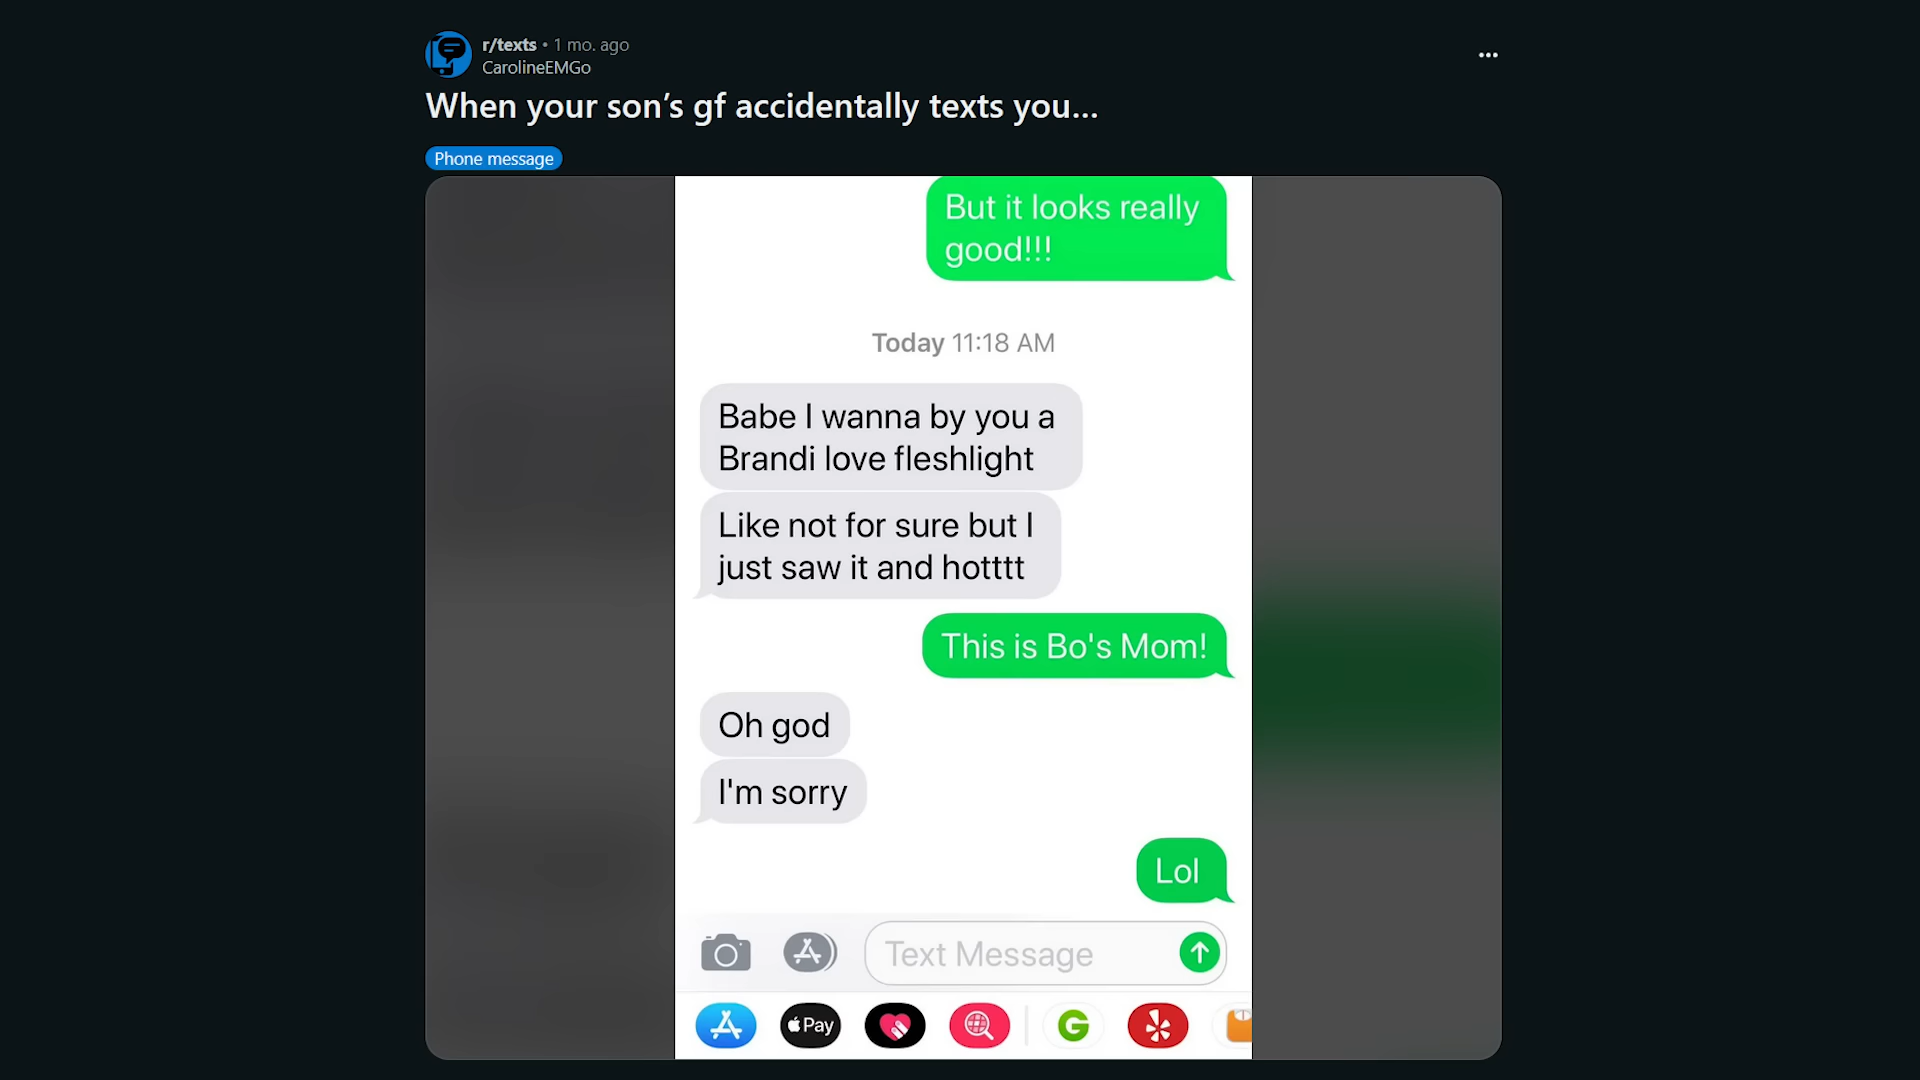 r/texts • 1 mo. ago
CarolineEMGo
When your son's gf accidentally texts you...
Phone message
But it looks really
good!!!
Today 11:18 AM
Babe I wanna by you a
Brandi love fleshlight
Like not for sure but I
just saw it and hotttt
This is Bo's Mom!
Oh god
I'm sorry
Lol
Text Message
Pay